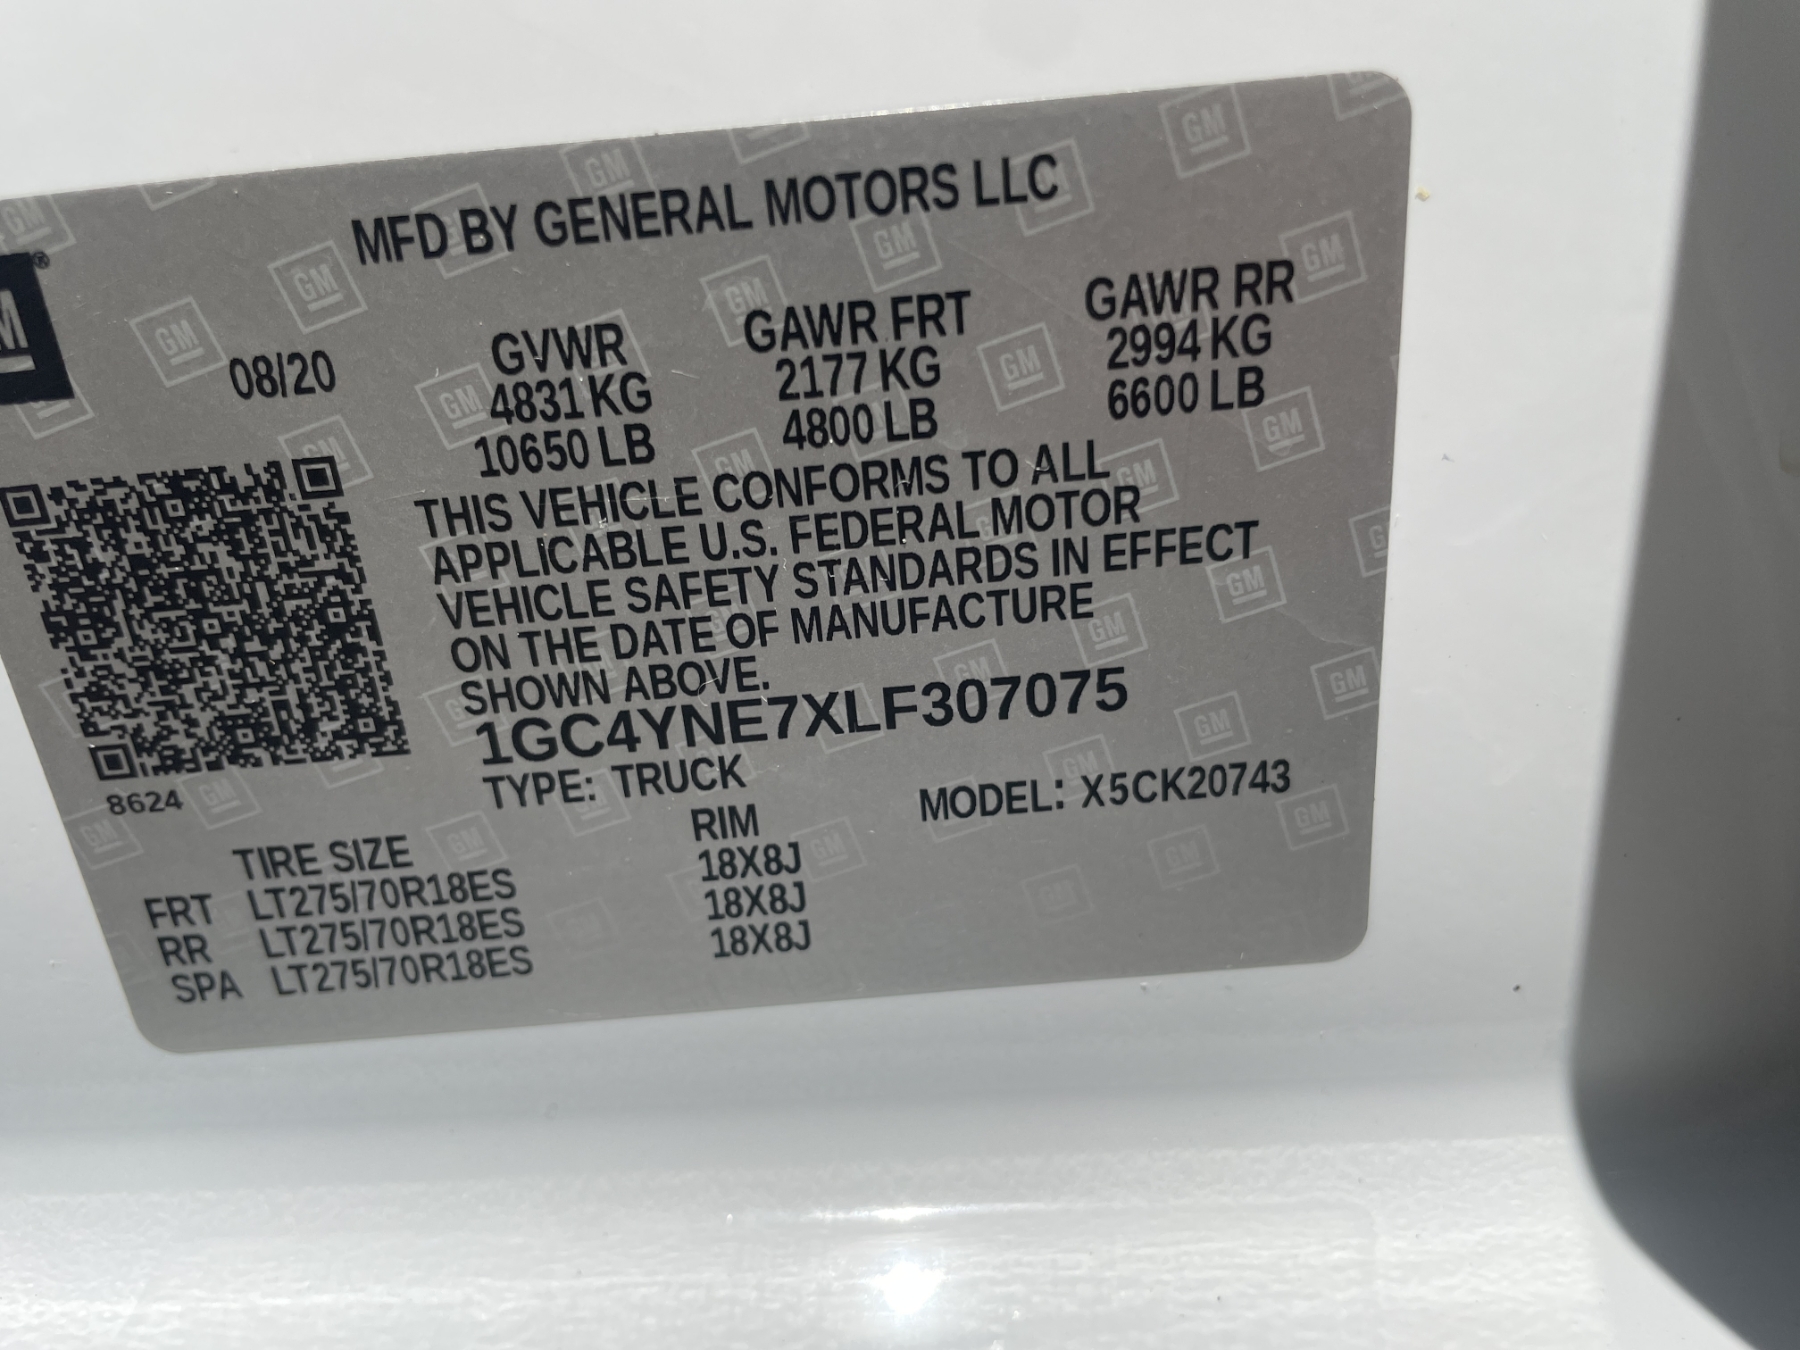 MFD BY GENERAL MOTORS LLC
08/20
GVWR GAWR FRT GAWR RR
4831 KG 2177 KG 2994 KG
10650 LB 4800 LB 6600 LB
THIS VEHICLE CONFORMS TO ALL
APPLICABLE U.S. FEDERAL MOTOR
VEHICLE SAFETY STANDARDS IN EFFECT
ON THE DATE OF MANUFACTURE
SHOWN ABOVE.
1GC4YNE7XLF307075
8624
TYPE: TRUCK MODEL: X5CK20743
TIRE SIZE RIM
FRT LT275/70R18ES 18X8J
RR LT275/70R18ES 18X8J
SPA LT275/70R18ES 18X8J